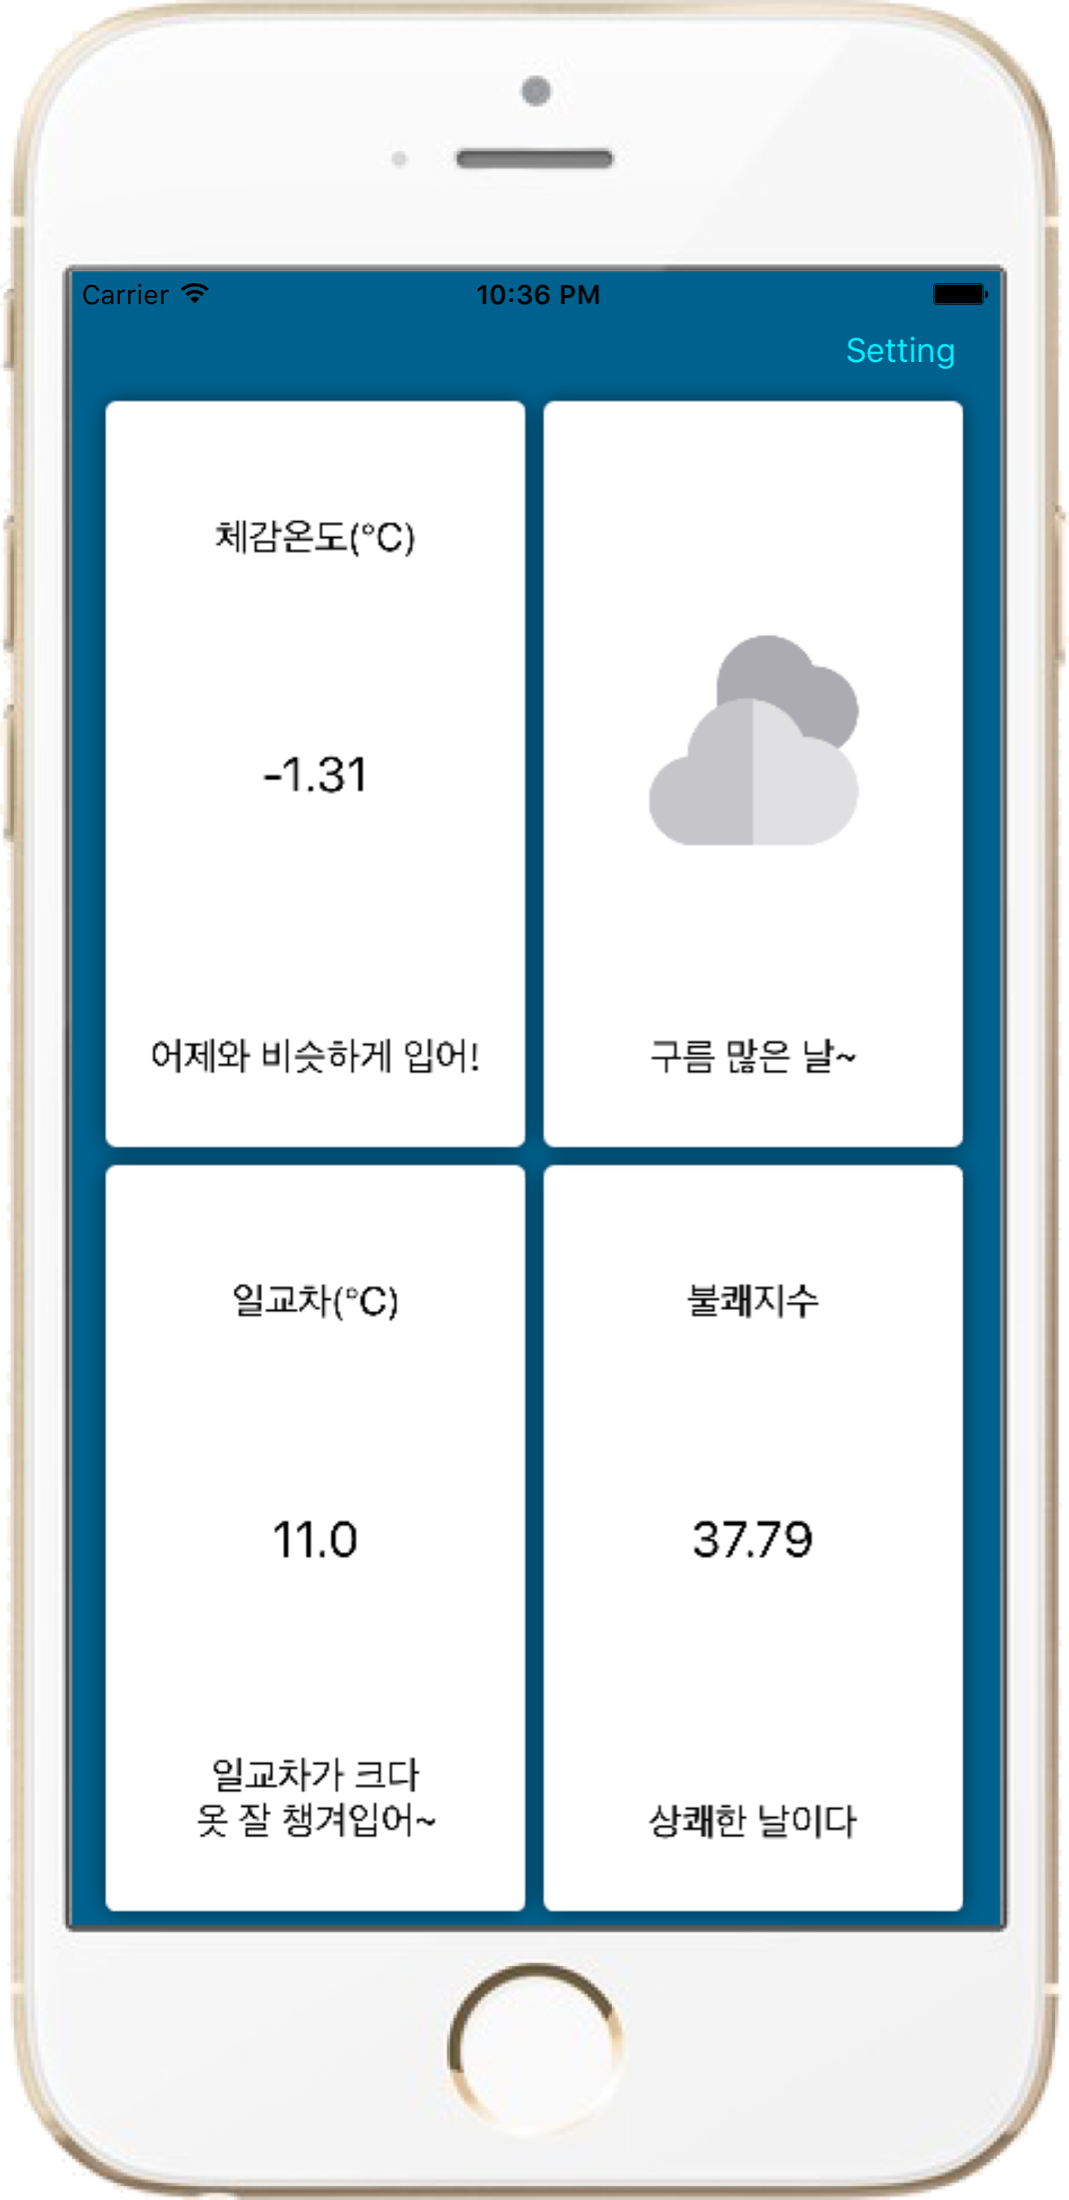 Carrier 10:36 PM
Setting
체감온도(°C)
-1.31
어제와 비슷하게 입어!
구름 많은 날~
일교차(°C)
11.0
일교차가 크다
옷 잘 챙겨입어~
불쾌지수
37.79
상쾌한 날이다